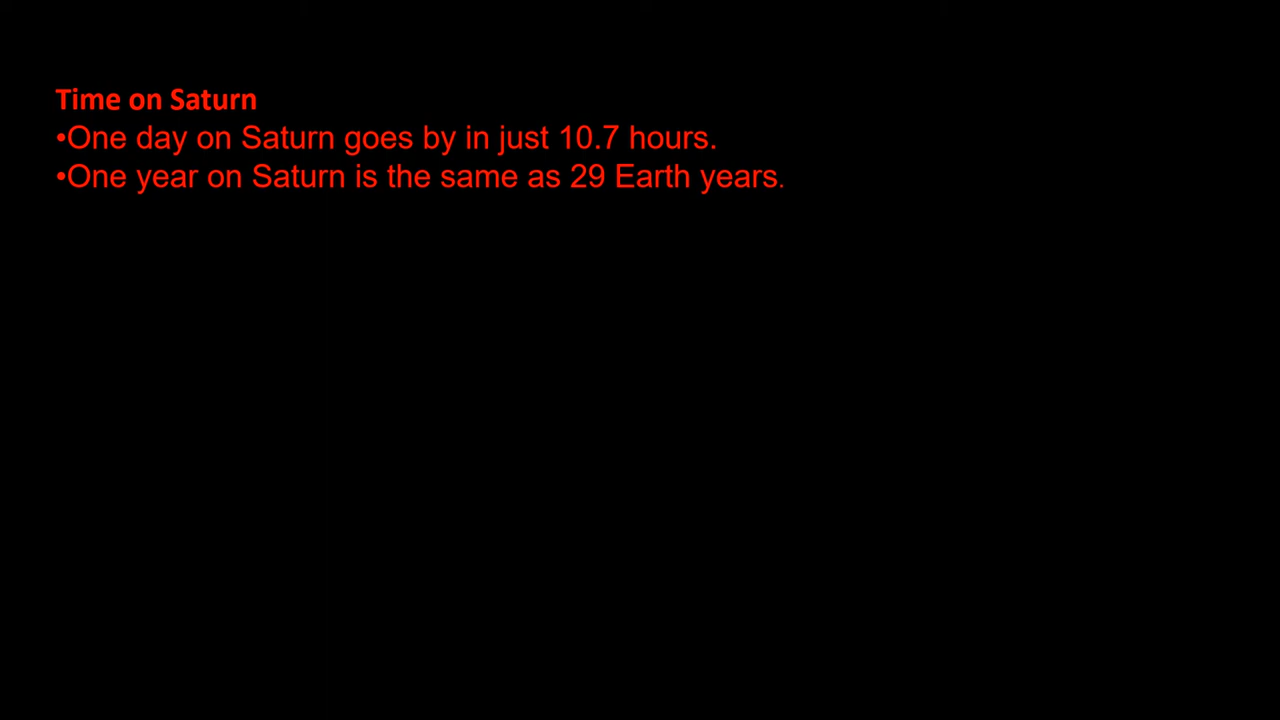 Time on Saturn
•One day on Saturn goes by in just 10.7 hours.
•One year on Saturn is the same as 29 Earth years.